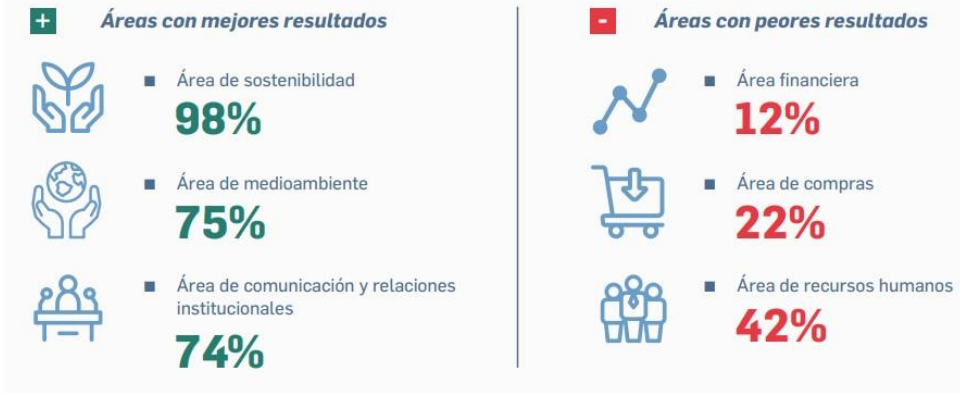 + Áreas con mejores resultados
Área de sostenibilidad
98%
Área de medioambiente
75%
Área de comunicación y relaciones
institucionales
74%
- Áreas con peores resultados
Área financiera
12%
Área de compras
22%
Área de recursos humanos
42%